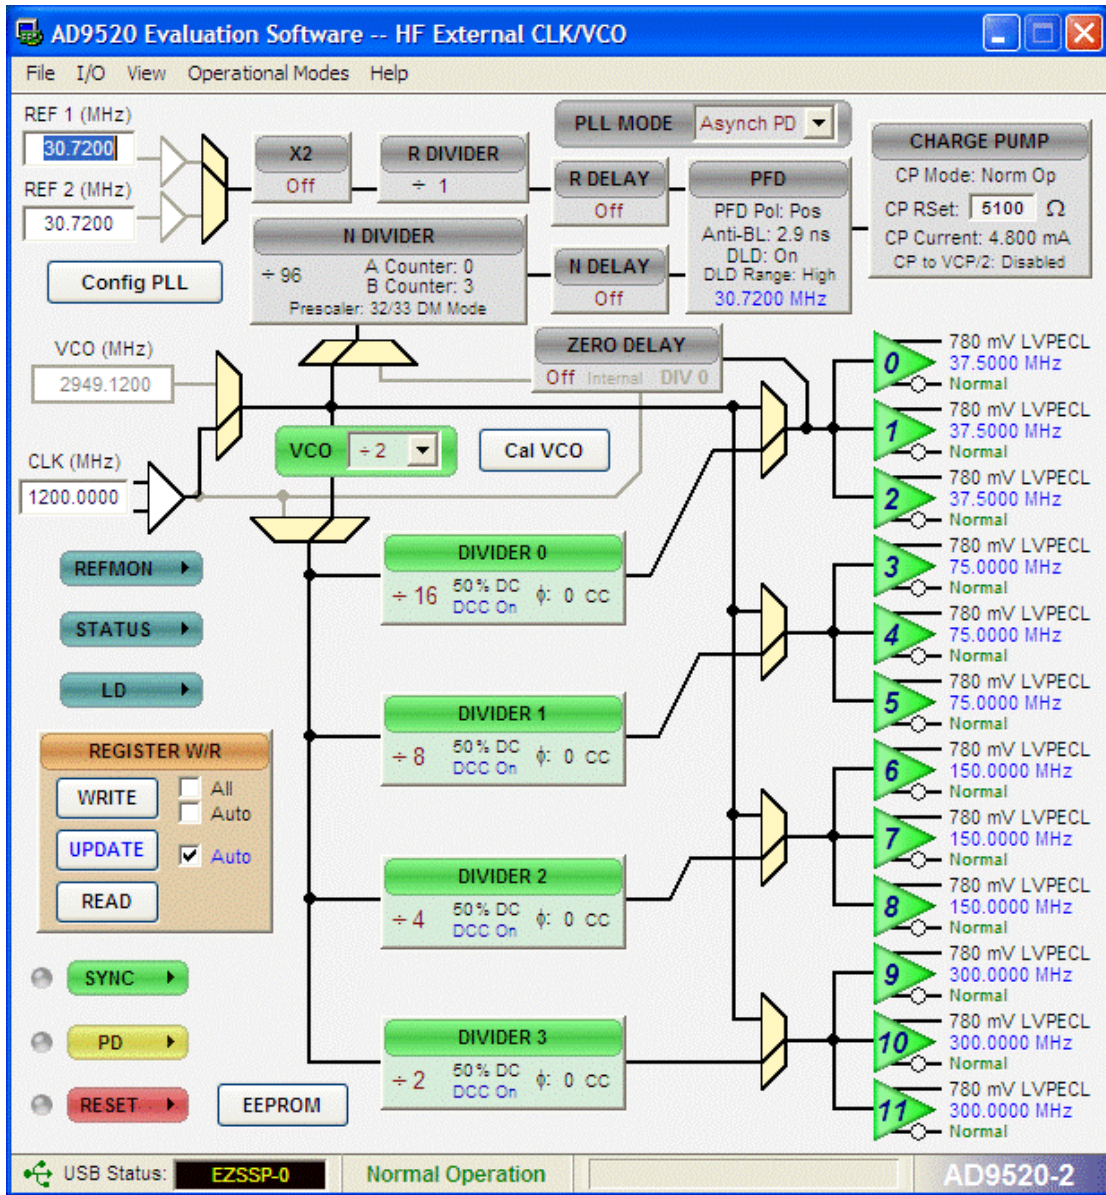 AD9520 Evaluation Software -- HF External CLK/VCO
File I/O View Operational Modes Help
REF 1 (MHz)
30.7200
REF 2 (MHz)
30.7200
Config PLL
X2
Off
R DIVIDER
÷ 1
PLL MODE Asynch PD
R DELAY
Off
N DIVIDER
÷ 96
A Counter: 0
B Counter: 3
Prescaler: 32/33 DM Mode
N DELAY
Off
PFD
PFD Pol: Pos
Anti-BL: 2.9 ns
DLD: On
DLD Range: High
30.7200 MHz
CHARGE PUMP
CP Mode: Norm Op
CP RSet: 5100 Ω
CP Current: 4.800 mA
CP to VCP/2: Disabled
VCO (MHz)
2949.1200
CLK (MHz)
1200.0000
ZERO DELAY
Off Internal DIV 0
VCO ÷ 2
Cal VCO
DIVIDER 0
÷ 16 50% DC
DCC On
ϕ: 0 CC
DIVIDER 1
÷ 8 50% DC
DCC On
ϕ: 0 CC
DIVIDER 2
÷ 4 50% DC
DCC On
ϕ: 0 CC
DIVIDER 3
÷ 2 50% DC
DCC On
ϕ: 0 CC
0
780 mV LVPECL
37.5000 MHz
Normal
1
780 mV LVPECL
37.5000 MHz
Normal
2
780 mV LVPECL
37.5000 MHz
Normal
3
780 mV LVPECL
75.0000 MHz
Normal
4
780 mV LVPECL
75.0000 MHz
Normal
5
780 mV LVPECL
75.0000 MHz
Normal
6
780 mV LVPECL
150.0000 MHz
Normal
7
780 mV LVPECL
150.0000 MHz
Normal
8
780 mV LVPECL
150.0000 MHz
Normal
9
780 mV LVPECL
300.0000 MHz
Normal
10
780 mV LVPECL
300.0000 MHz
Normal
11
780 mV LVPECL
300.0000 MHz
Normal
REFMON
STATUS
LD
REGISTER W/R
WRITE
All
Auto
UPDATE
Auto
READ
SYNC
PD
RESET
EEPROM
USB Status: EZSSP-0 Normal Operation AD9520-2